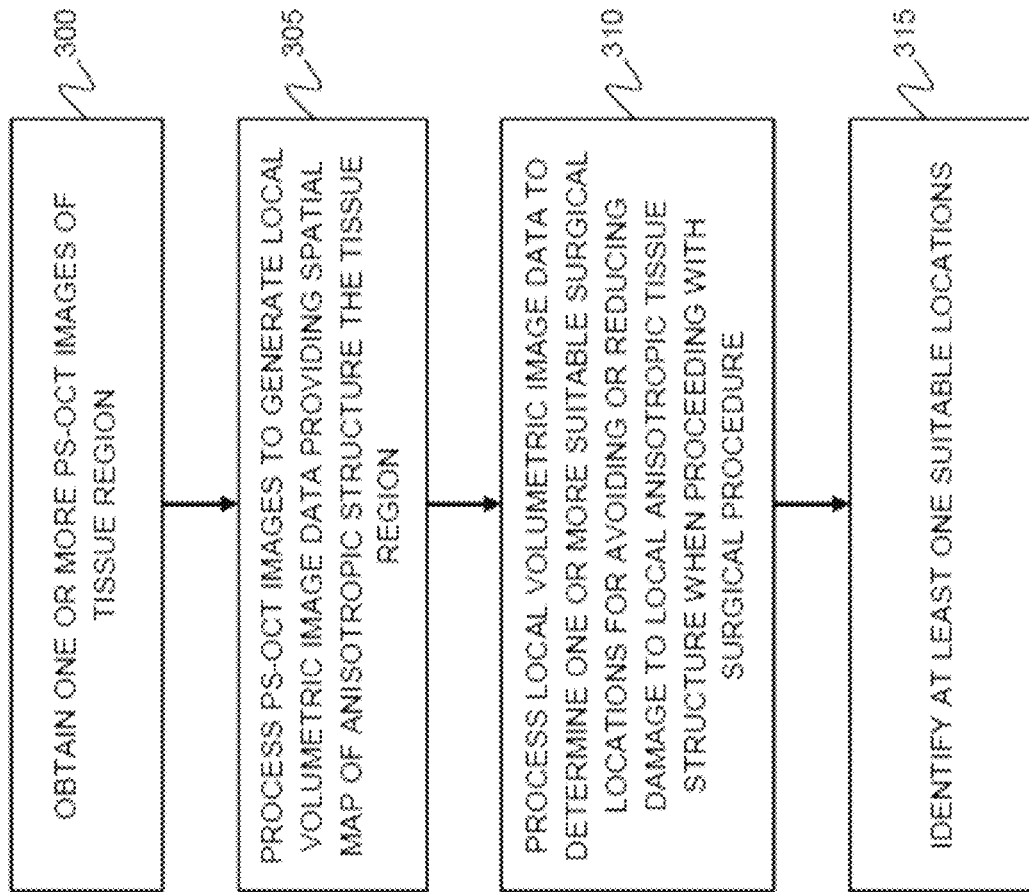 OBTAIN ONE OR MORE PS-OCT IMAGES OF
TISSUE REGION
300
PROCESS PS-OCT IMAGES TO GENERATE LOCAL
VOLUMETRIC IMAGE DATA PROVIDING SPATIAL
MAP OF ANISOTROPIC STRUCTURE THE TISSUE
REGION
305
PROCESS LOCAL VOLUMETRIC IMAGE DATA TO
DETERMINE ONE OR MORE SUITABLE SURGICAL
LOCATIONS FOR AVOIDING OR REDUCING
DAMAGE TO LOCAL ANISOTROPIC TISSUE
STRUCTURE WHEN PROCEEDING WITH
SURGICAL PROCEDURE
310
IDENTIFY AT LEAST ONE SUITABLE LOCATIONS
315